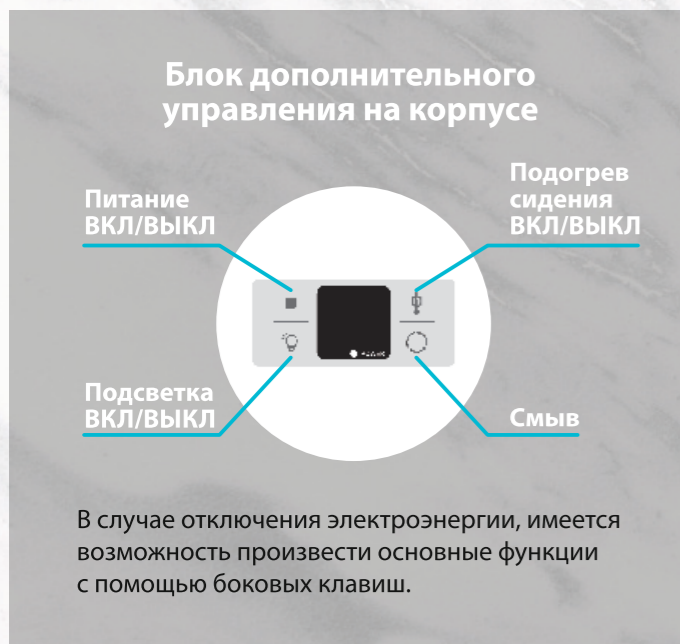 Блок дополнительного
управления на корпусе
Питание
ВКЛ/ВЫКЛ
Подогрев
сидения
ВКЛ/ВЫКЛ
Подсветка
ВКЛ/ВЫКЛ
Смыв
В случае отключения электроэнергии, имеется
возможность произвести основные функции
с помощью боковых клавиш.